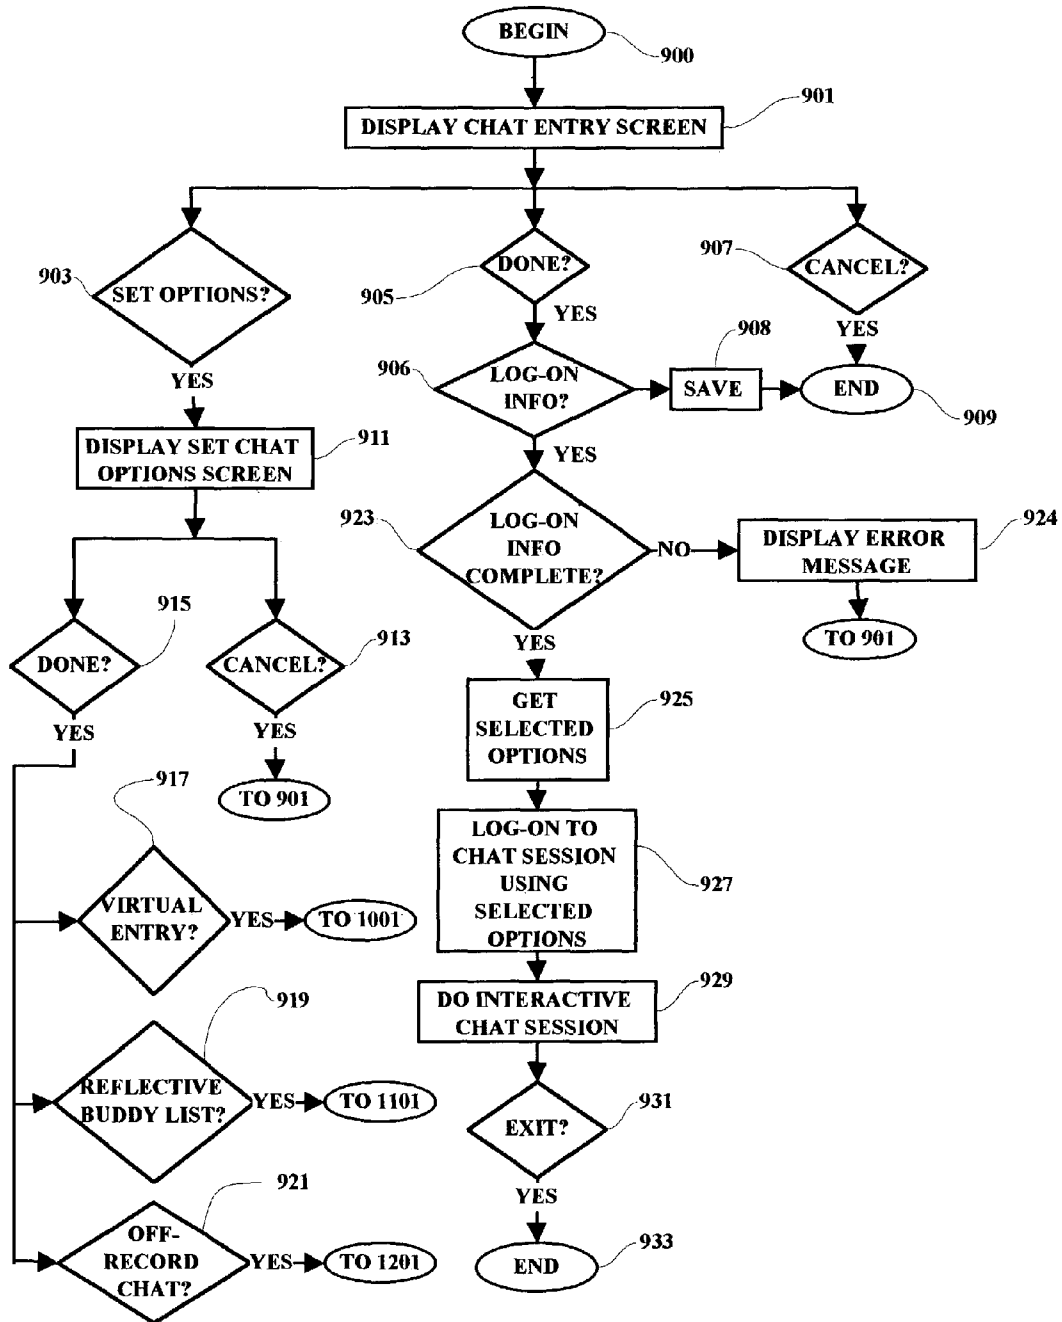 BEGIN
900
901
DISPLAY CHAT ENTRY SCREEN
903
SET OPTIONS?
YES
905
DONE?
YES
907
CANCEL?
YES
906
LOG-ON
INFO?
YES
908
SAVE
END
909
DISPLAY SET CHAT
OPTIONS SCREEN
911
923
LOG-ON
INFO
COMPLETE?
NO
YES
DISPLAY ERROR
MESSAGE
924
TO 901
915
DONE?
YES
913
CANCEL?
YES
TO 901
GET
SELECTED
OPTIONS
925
917
VIRTUAL
ENTRY?
YES
TO 1001
LOG-ON TO
CHAT SESSION
USING
SELECTED
OPTIONS
927
919
REFLECTIVE
BUDDY LIST?
YES
TO 1101
DO INTERACTIVE
CHAT SESSION
929
EXIT?
931
YES
921
OFF-
RECORD
CHAT?
YES
TO 1201
END
933